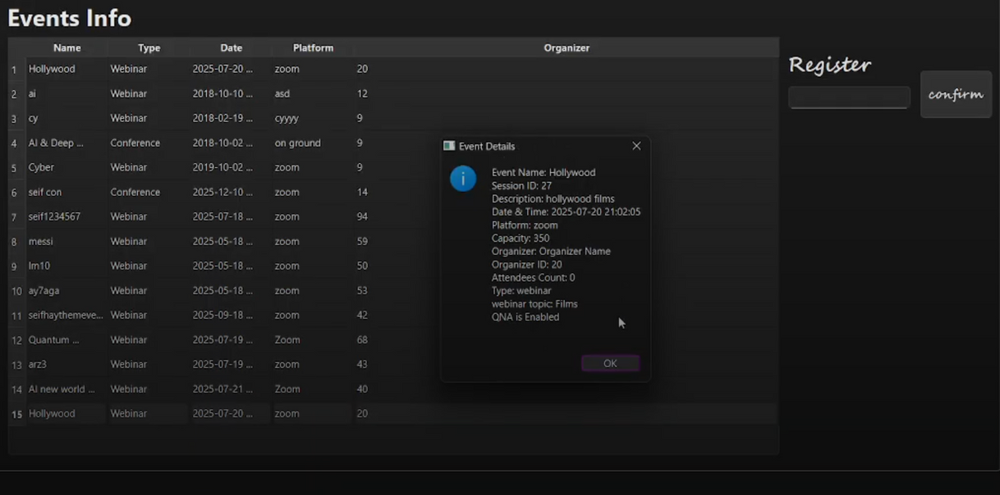 Events Info
Name Type Date Platform Organizer
1 Hollywood Webinar 2025-07-20 ... zoom 20
2 ai Webinar 2018-10-10 ... asd 12
3 cy Webinar 2018-02-19 ... cyyyy 9
4 AI & Deep ... Conference 2018-10-02 ... on ground 9
5 Cyber Webinar 2019-10-02 ... zoom 9
6 seif con Conference 2025-12-10 ... zoom 14
7 seif1234567 Webinar 2025-07-18 ... zoom 94
8 messi Webinar 2025-05-18 ... zoom 59
9 lm10 Webinar 2025-05-18 ... zoom 50
10 ay7aga Webinar 2025-05-18 ... zoom 53
11 seifhaythemeve... Webinar 2025-09-18 ... zoom 42
12 Quantum ... Webinar 2025-07-19 ... Zoom 68
13 arz3 Webinar 2025-07-19 ... zoom 43
14 AI new world ... Webinar 2025-07-21 ... Zoom 40
15 Hollywood Webinar 2025-07-20 ... zoom 20
Register
confirm
Event Details
Event Name: Hollywood
Session ID: 27
Description: hollywood films
Date & Time: 2025-07-20 21:02:05
Platform: zoom
Capacity: 350
Organizer: Organizer Name
Organizer ID: 20
Attendees Count: 0
Type: webinar
webinar topic: Films
QNA is Enabled
OK